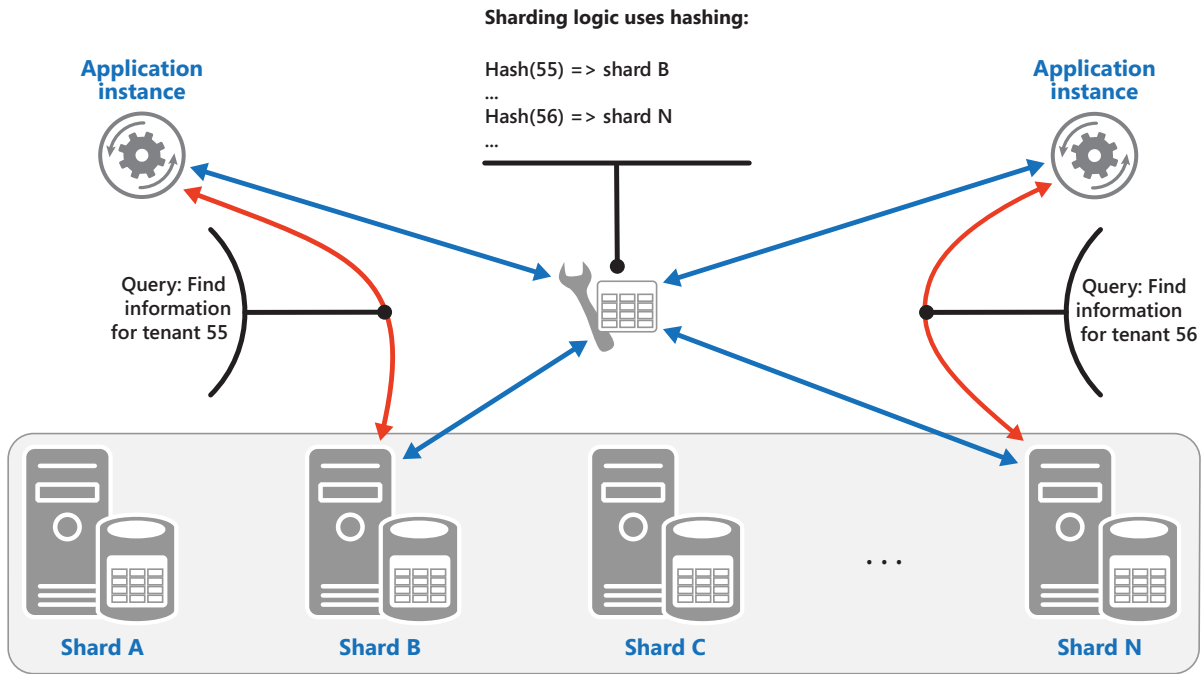 Sharding logic uses hashing:
Hash(55) => shard B
...
Hash(56) => shard N
...
Application
instance
Application
instance
Query: Find
information
for tenant 55
Query: Find
information
for tenant 56
. . .
Shard A
Shard B
Shard C
Shard N